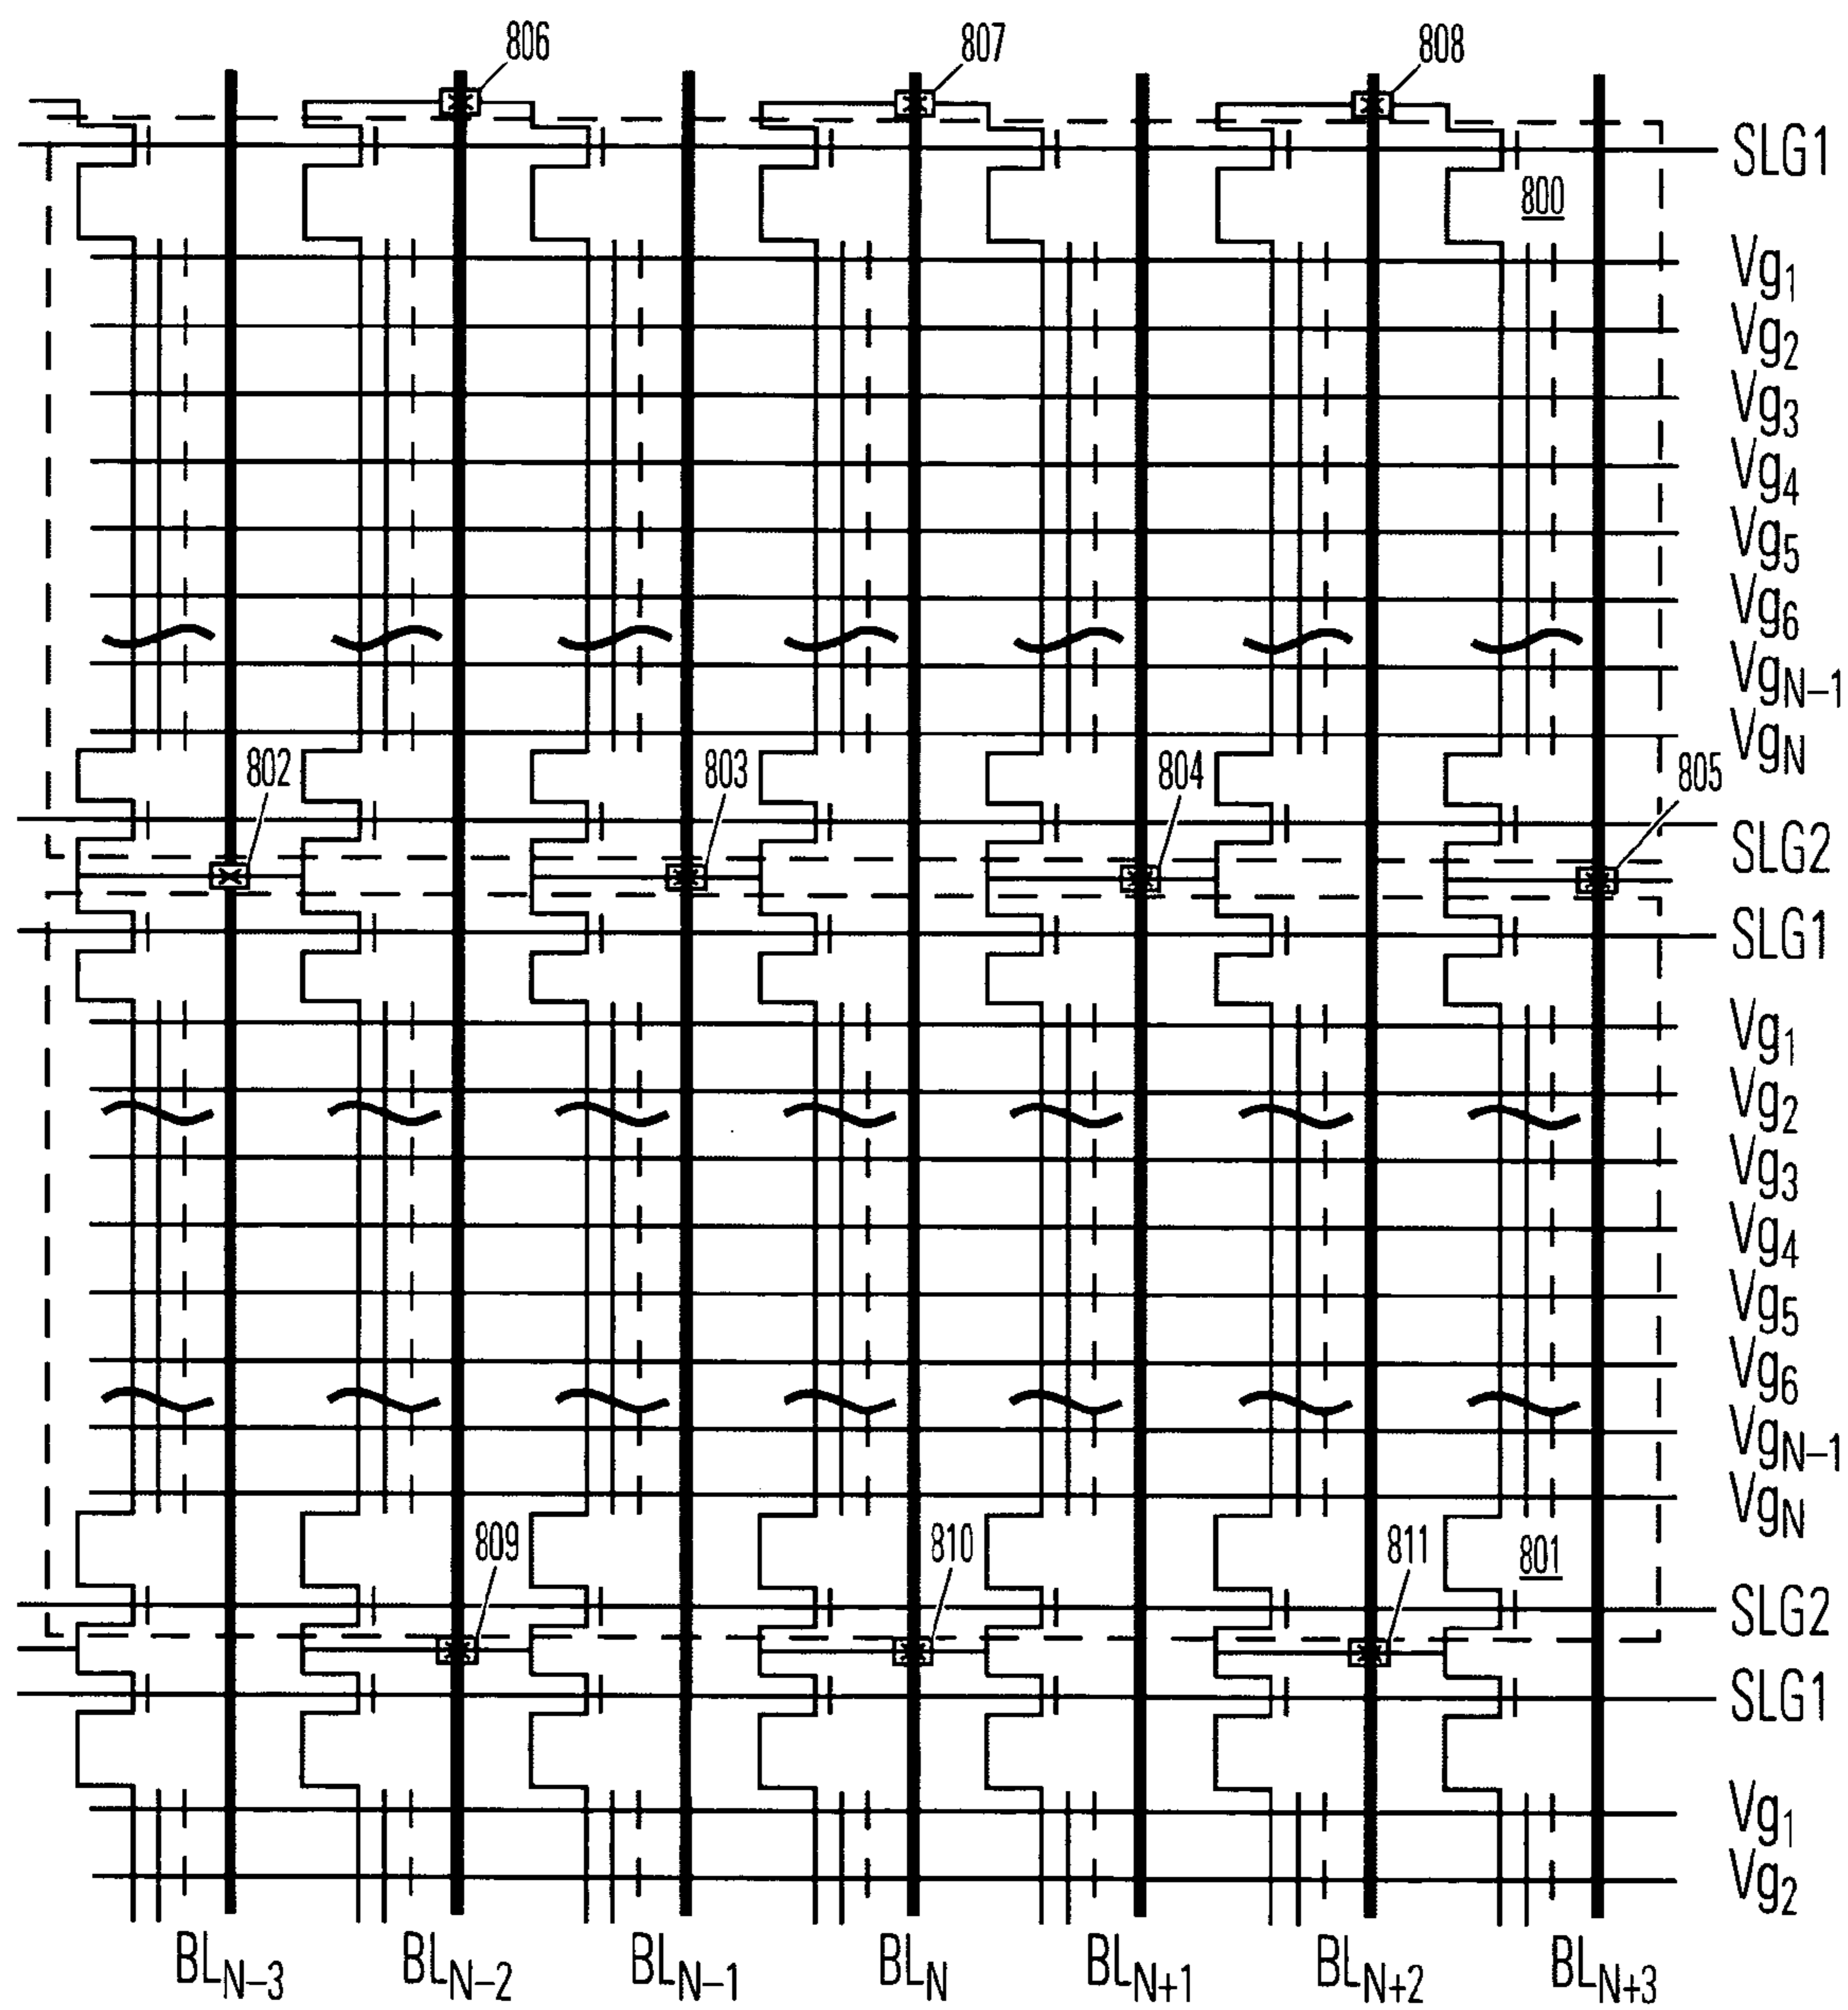 806 807 808
SLG1
800
Vg1
Vg2
Vg3
Vg4
Vg5
Vg6
VgN−1
VgN
802 803 804 805
SLG2
SLG1
Vg1
Vg2
Vg3
Vg4
Vg5
Vg6
VgN−1
VgN
809 810 811 801
SLG2
SLG1
Vg1
Vg2
BLN−3 BLN−2 BLN−1 BLN BLN+1 BLN+2 BLN+3